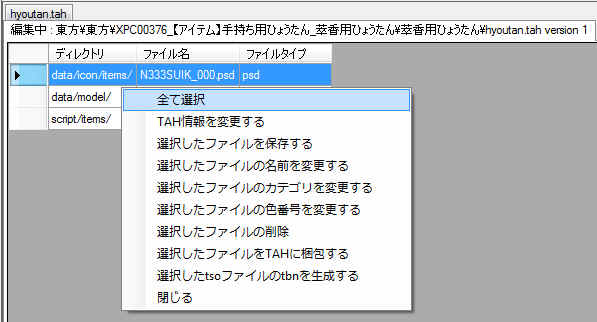 hyoutan.tah
編集中 : 東方¥東方¥XPC00376_【アイテム】手持ち用ひょうたん_萃香用ひょうたん¥萃香用ひょうたん¥hyoutan.tah version 1
ディレクトリ ファイル名 ファイルタイプ
data/icon/items/ N333SUIK_000.psd psd
data/model/
script/items/
全て選択
TAH情報を変更する
選択したファイルを保存する
選択したファイルの名前を変更する
選択したファイルのカテゴリを変更する
選択したファイルの色番号を変更する
選択したファイルの削除
選択したファイルをTAHに梱包する
選択したtsoファイルのtbnを生成する
閉じる